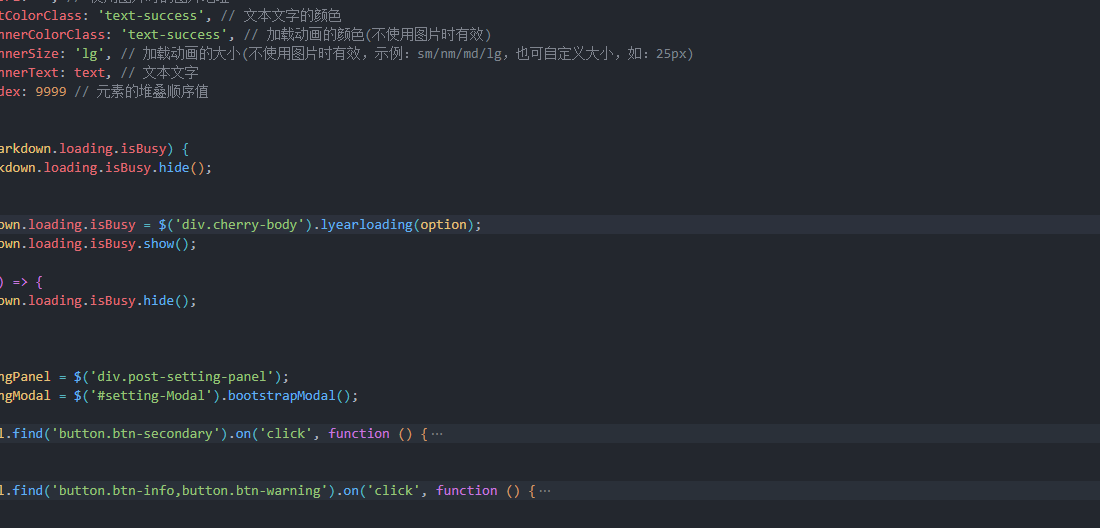 tColorClass: 'text-success', // 文本文字的颜色
nnerColorClass: 'text-success', // 加载动画的颜色(不使用图片时有效)
nnerSize: 'lg', // 加载动画的大小(不使用图片时有效，示例：sm/nm/md/lg，也可自定义大小，如：25px)
nnerText: text, // 文本文字
dex: 9999 // 元素的堆叠顺序值
arkdown.loading.isBusy) {
kdown.loading.isBusy.hide();
own.loading.isBusy = $('div.cherry-body').lyearloading(option);
own.loading.isBusy.show();
) => {
own.loading.isBusy.hide();
ngPanel = $('div.post-setting-panel');
ngModal = $('#setting-Modal').bootstrapModal();
l.find('button.btn-secondary').on('click', function () {⋯
l.find('button.btn-info,button.btn-warning').on('click', function () {⋯